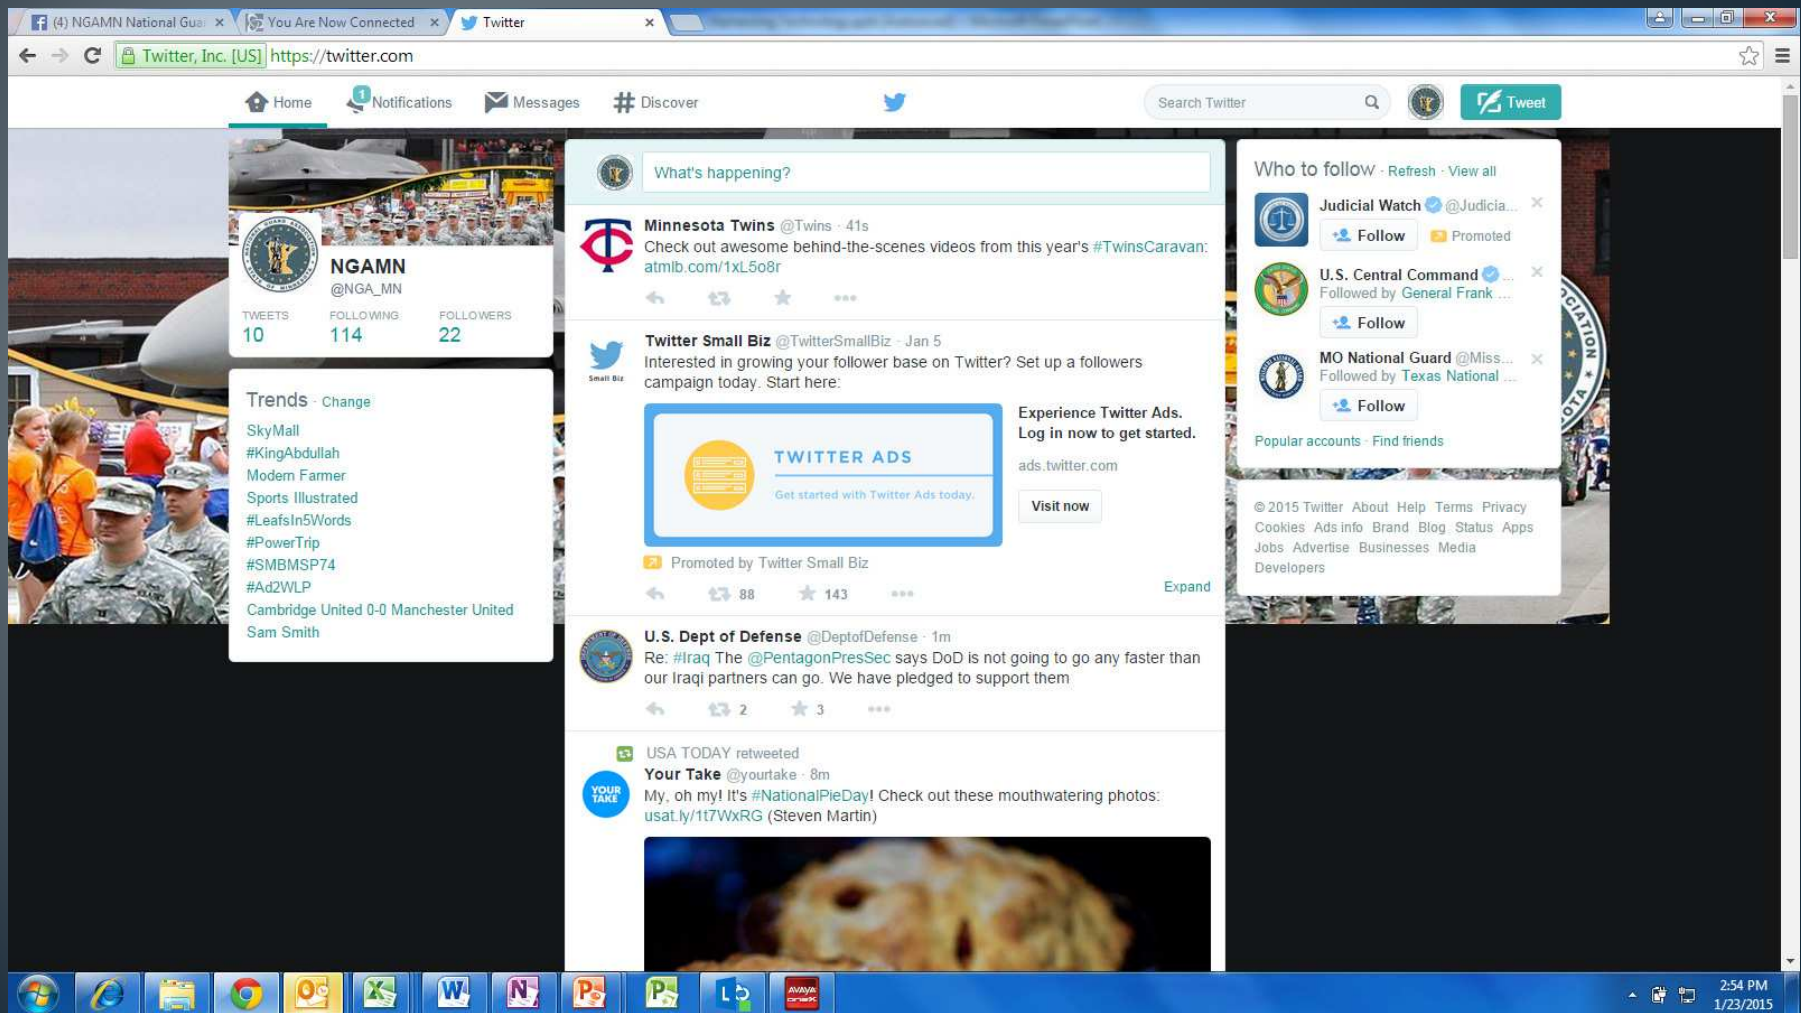 (4) NGAMN National Gua
You Are Now Connected
Twitter
Twitter, Inc. [US] https://twitter.com
Home
1
Notifications
Messages
Discover
Search Twitter
Tweet
NGAMN
@NGA_MN
TWEETS FOLLOWING FOLLOWERS
10 114 22
Trends · Change
SkyMall
#KingAbdullah
Modern Farmer
Sports Illustrated
#LeafsIn5Words
#PowerTrip
#SMBMSP74
#Ad2WLP
Cambridge United 0-0 Manchester United
Sam Smith
What's happening?
Minnesota Twins @Twins · 41s
Check out awesome behind-the-scenes videos from this year's #TwinsCaravan:
atmlb.com/1xL5o8r
Twitter Small Biz @TwitterSmallBiz · Jan 5
Interested in growing your follower base on Twitter? Set up a followers
campaign today. Start here:
Small Biz
TWITTER ADS
Get started with Twitter Ads today.
Experience Twitter Ads.
Log in now to get started.
ads.twitter.com
Visit now
Promoted by Twitter Small Biz
88 143
Expand
U.S. Dept of Defense @DeptofDefense · 1m
Re: #Iraq The @PentagonPresSec says DoD is not going to go any faster than
our Iraqi partners can go. We have pledged to support them
2 3
USA TODAY retweeted
Your Take @yourtake · 8m
YOUR
TAKE
My, oh my! It's #NationalPieDay! Check out these mouthwatering photos:
usat.ly/1t7WxRG (Steven Martin)
Who to follow · Refresh · View all
Judicial Watch @Judicia...
Follow Promoted
U.S. Central Command ...
Followed by General Frank ...
Follow
MO National Guard @Miss...
Followed by Texas National ...
Follow
Popular accounts · Find friends
© 2015 Twitter About Help Terms Privacy
Cookies Ads info Brand Blog Status Apps
Jobs Advertise Businesses Media
Developers
AVAYA
one-X
2:54 PM
1/23/2015